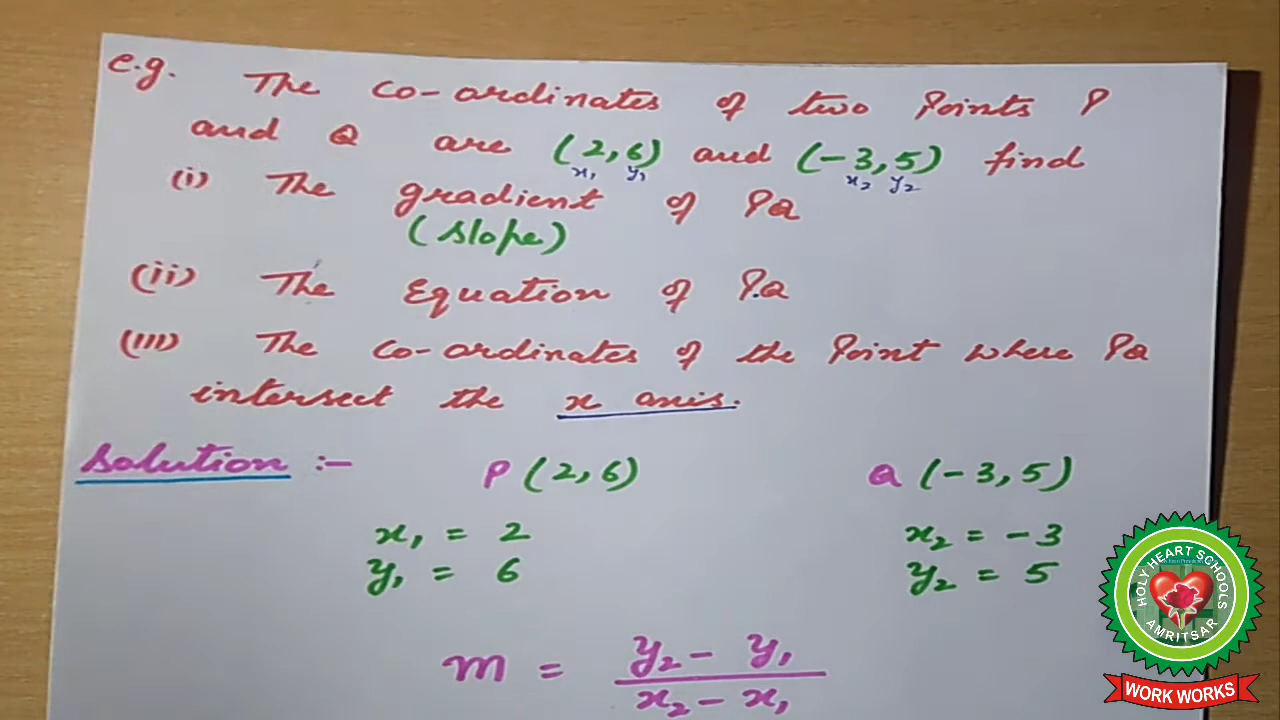 e.g. The co-ordinates of two Points P
and Q are (2, 6) and (-3, 5) find
x₁ y₁ x₂ y₂
(i) The gradient of PQ
(slope)
(ii) The Equation of P.Q
(III) The co-ordinates of the Point where PQ
intersect the x axis.
Solution :-
P (2, 6) Q (-3, 5)
x₁ = 2 x₂ = -3
y₁ = 6 y₂ = 5
m = y₂ - y₁
x₂ - x₁
HOLY HEART SCHOOLS
AMRITSAR
WORK WORKS